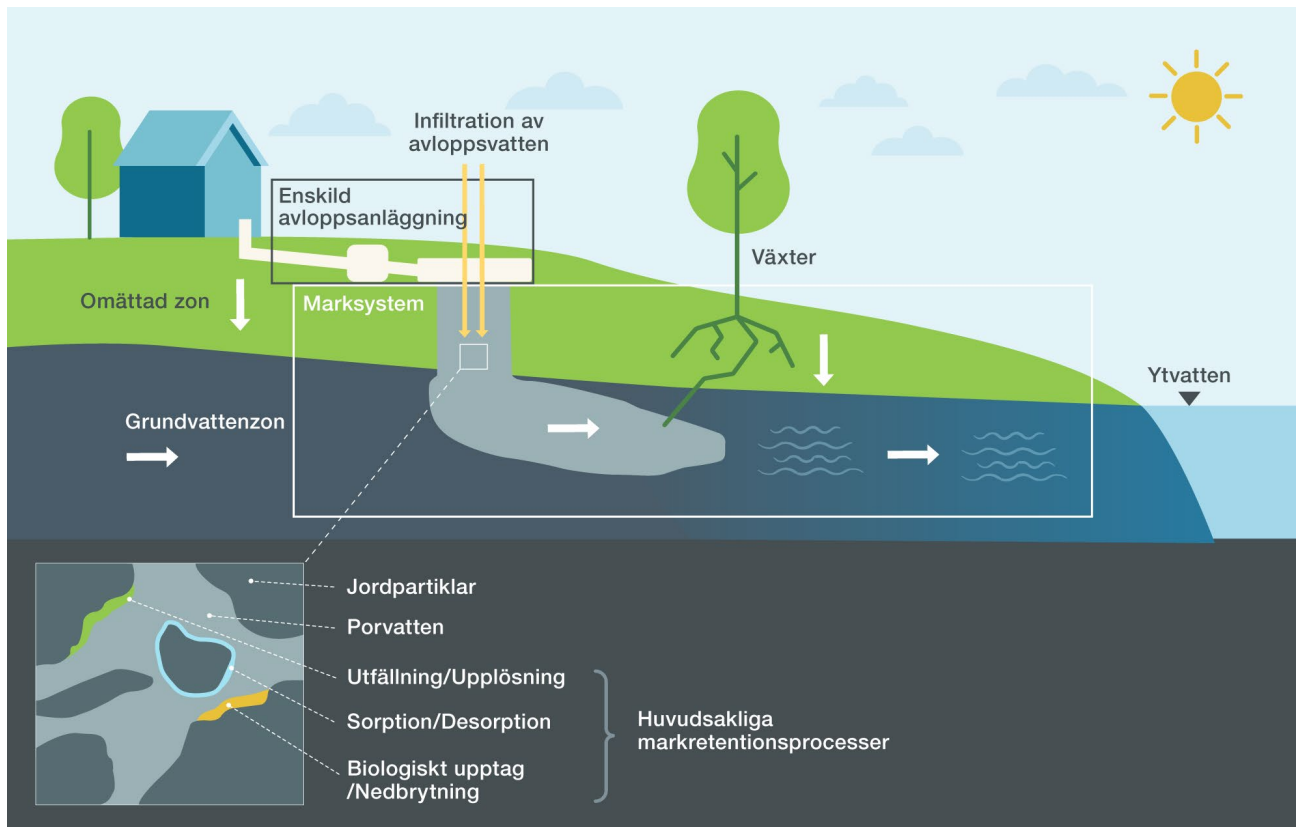 Infiltration av
avloppsvatten
Enskild
avloppsanläggning
Växter
Omättad zon
Marksystem
Ytvatten
Grundvattenzon
Jordpartiklar
Porvatten
Utfällning/Upplösning
Sorption/Desorption
Biologiskt upptag
/Nedbrytning
Huvudsakliga
markretentionsprocesser